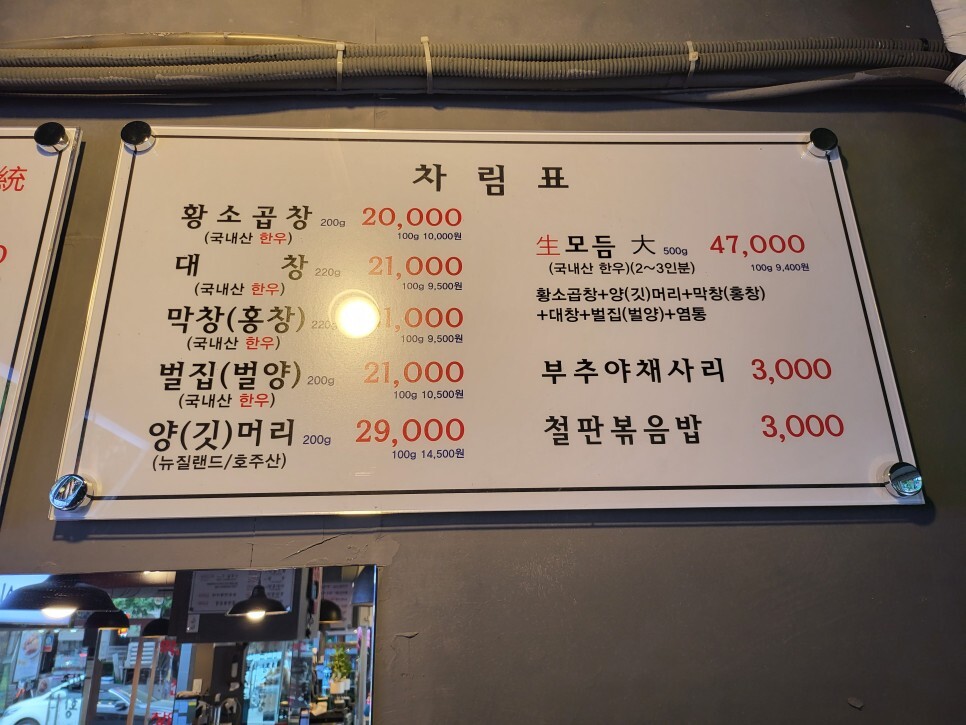 統
차림표
황소곱창 200g 20,000
(국내산 한우) 100g 10,000원
대 창 220g 21,000
(국내산 한우) 100g 9,500원
막창(홍창) 220g 1,000
(국내산 한우) 100g 9,500원
벌집(벌양) 200g 21,000
(국내산 한우) 100g 10,500원
양(깃)머리 200g 29,000
(뉴질랜드/호주산) 100g 14,500원
生모듬 大 500g 47,000
(국내산 한우)(2~3인분) 100g 9,400원
황소곱창+양(깃)머리+막창(홍창)
+대창+벌집(벌양)+염통
부추야채사리 3,000
철판볶음밥 3,000